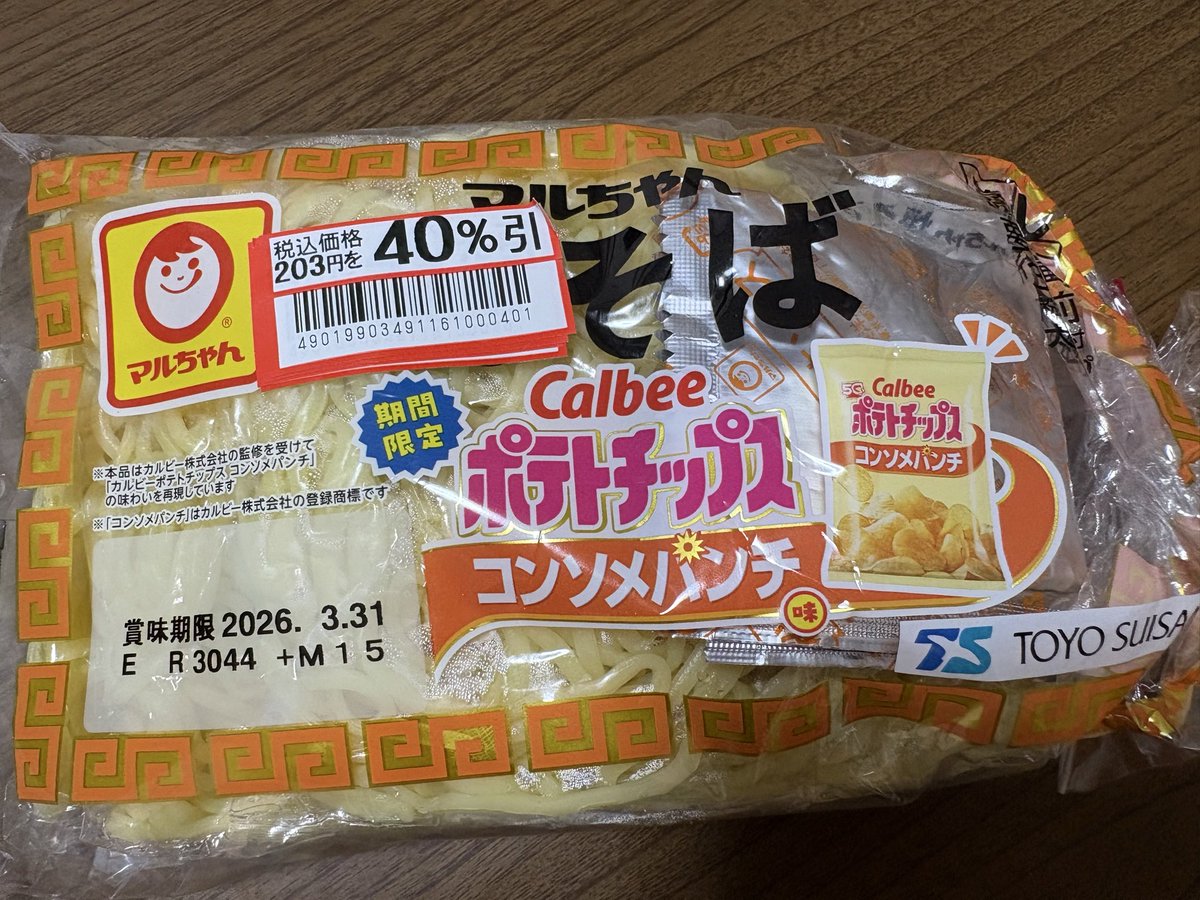 マルちゃん
そば
マルちゃん
税込価格
203円を
40%引
49019903491161000401
期間
限定
Calbee
ポテトチップス
コンソメパンチ
味
5G
Calbee
ポテトチップス
コンソメパンチ
※本品はカルビー株式会社の監修を受けて
「カルビーポテトチップス コンソメパンチ」
の味わいを再現しています
※「コンソメパンチ」はカルビー株式会社の登録商標です
賞味期限 2026. 3.31
E R3044 +M15
TS TOYO SUISA